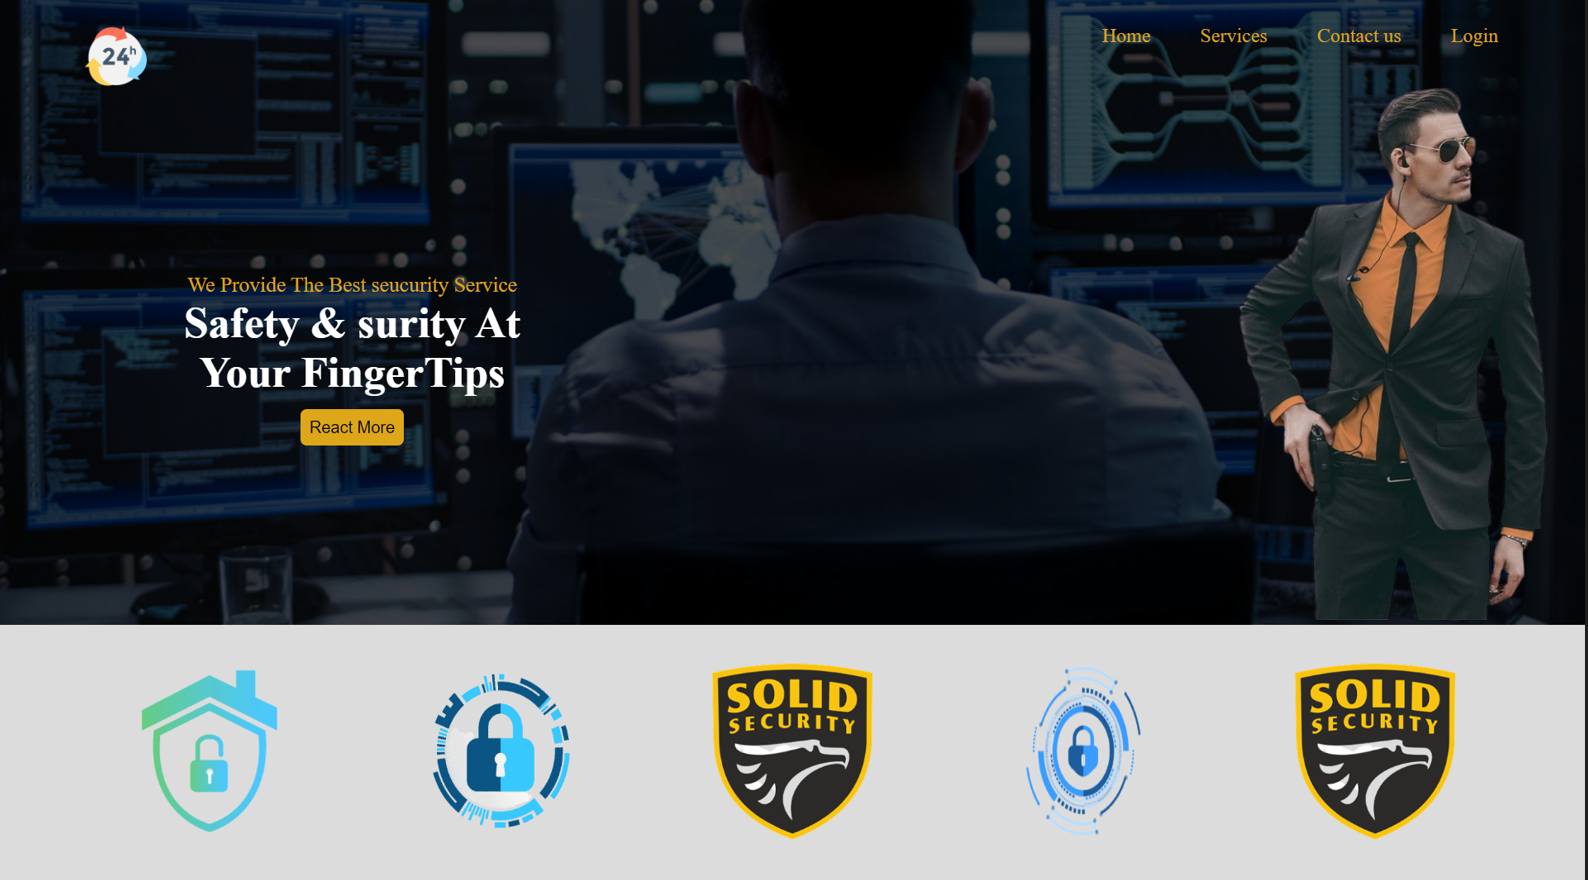 24h
Home Services Contact us Login
We Provide The Best seucurity Service
Safety & surity At
Your FingerTips
React More
SOLID
SECURITY
SOLID
SECURITY